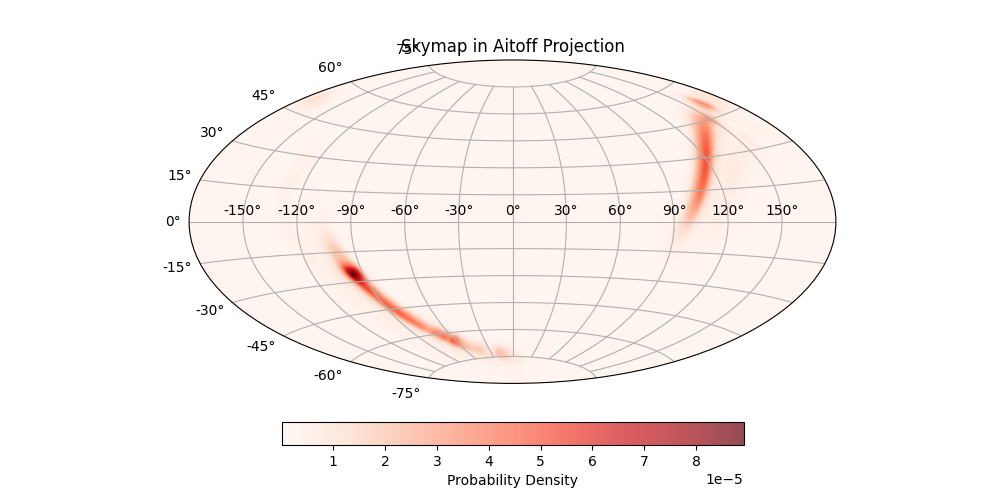 75°
Skymap in Aitoff Projection
60°
45°
30°
15°
-150° -120° -90° -60° -30° 0° 30° 60° 90° 120° 150°
0°
-15°
-30°
-45°
-60°
-75°
1 2 3 4 5 6 7 8
1e−5
Probability Density